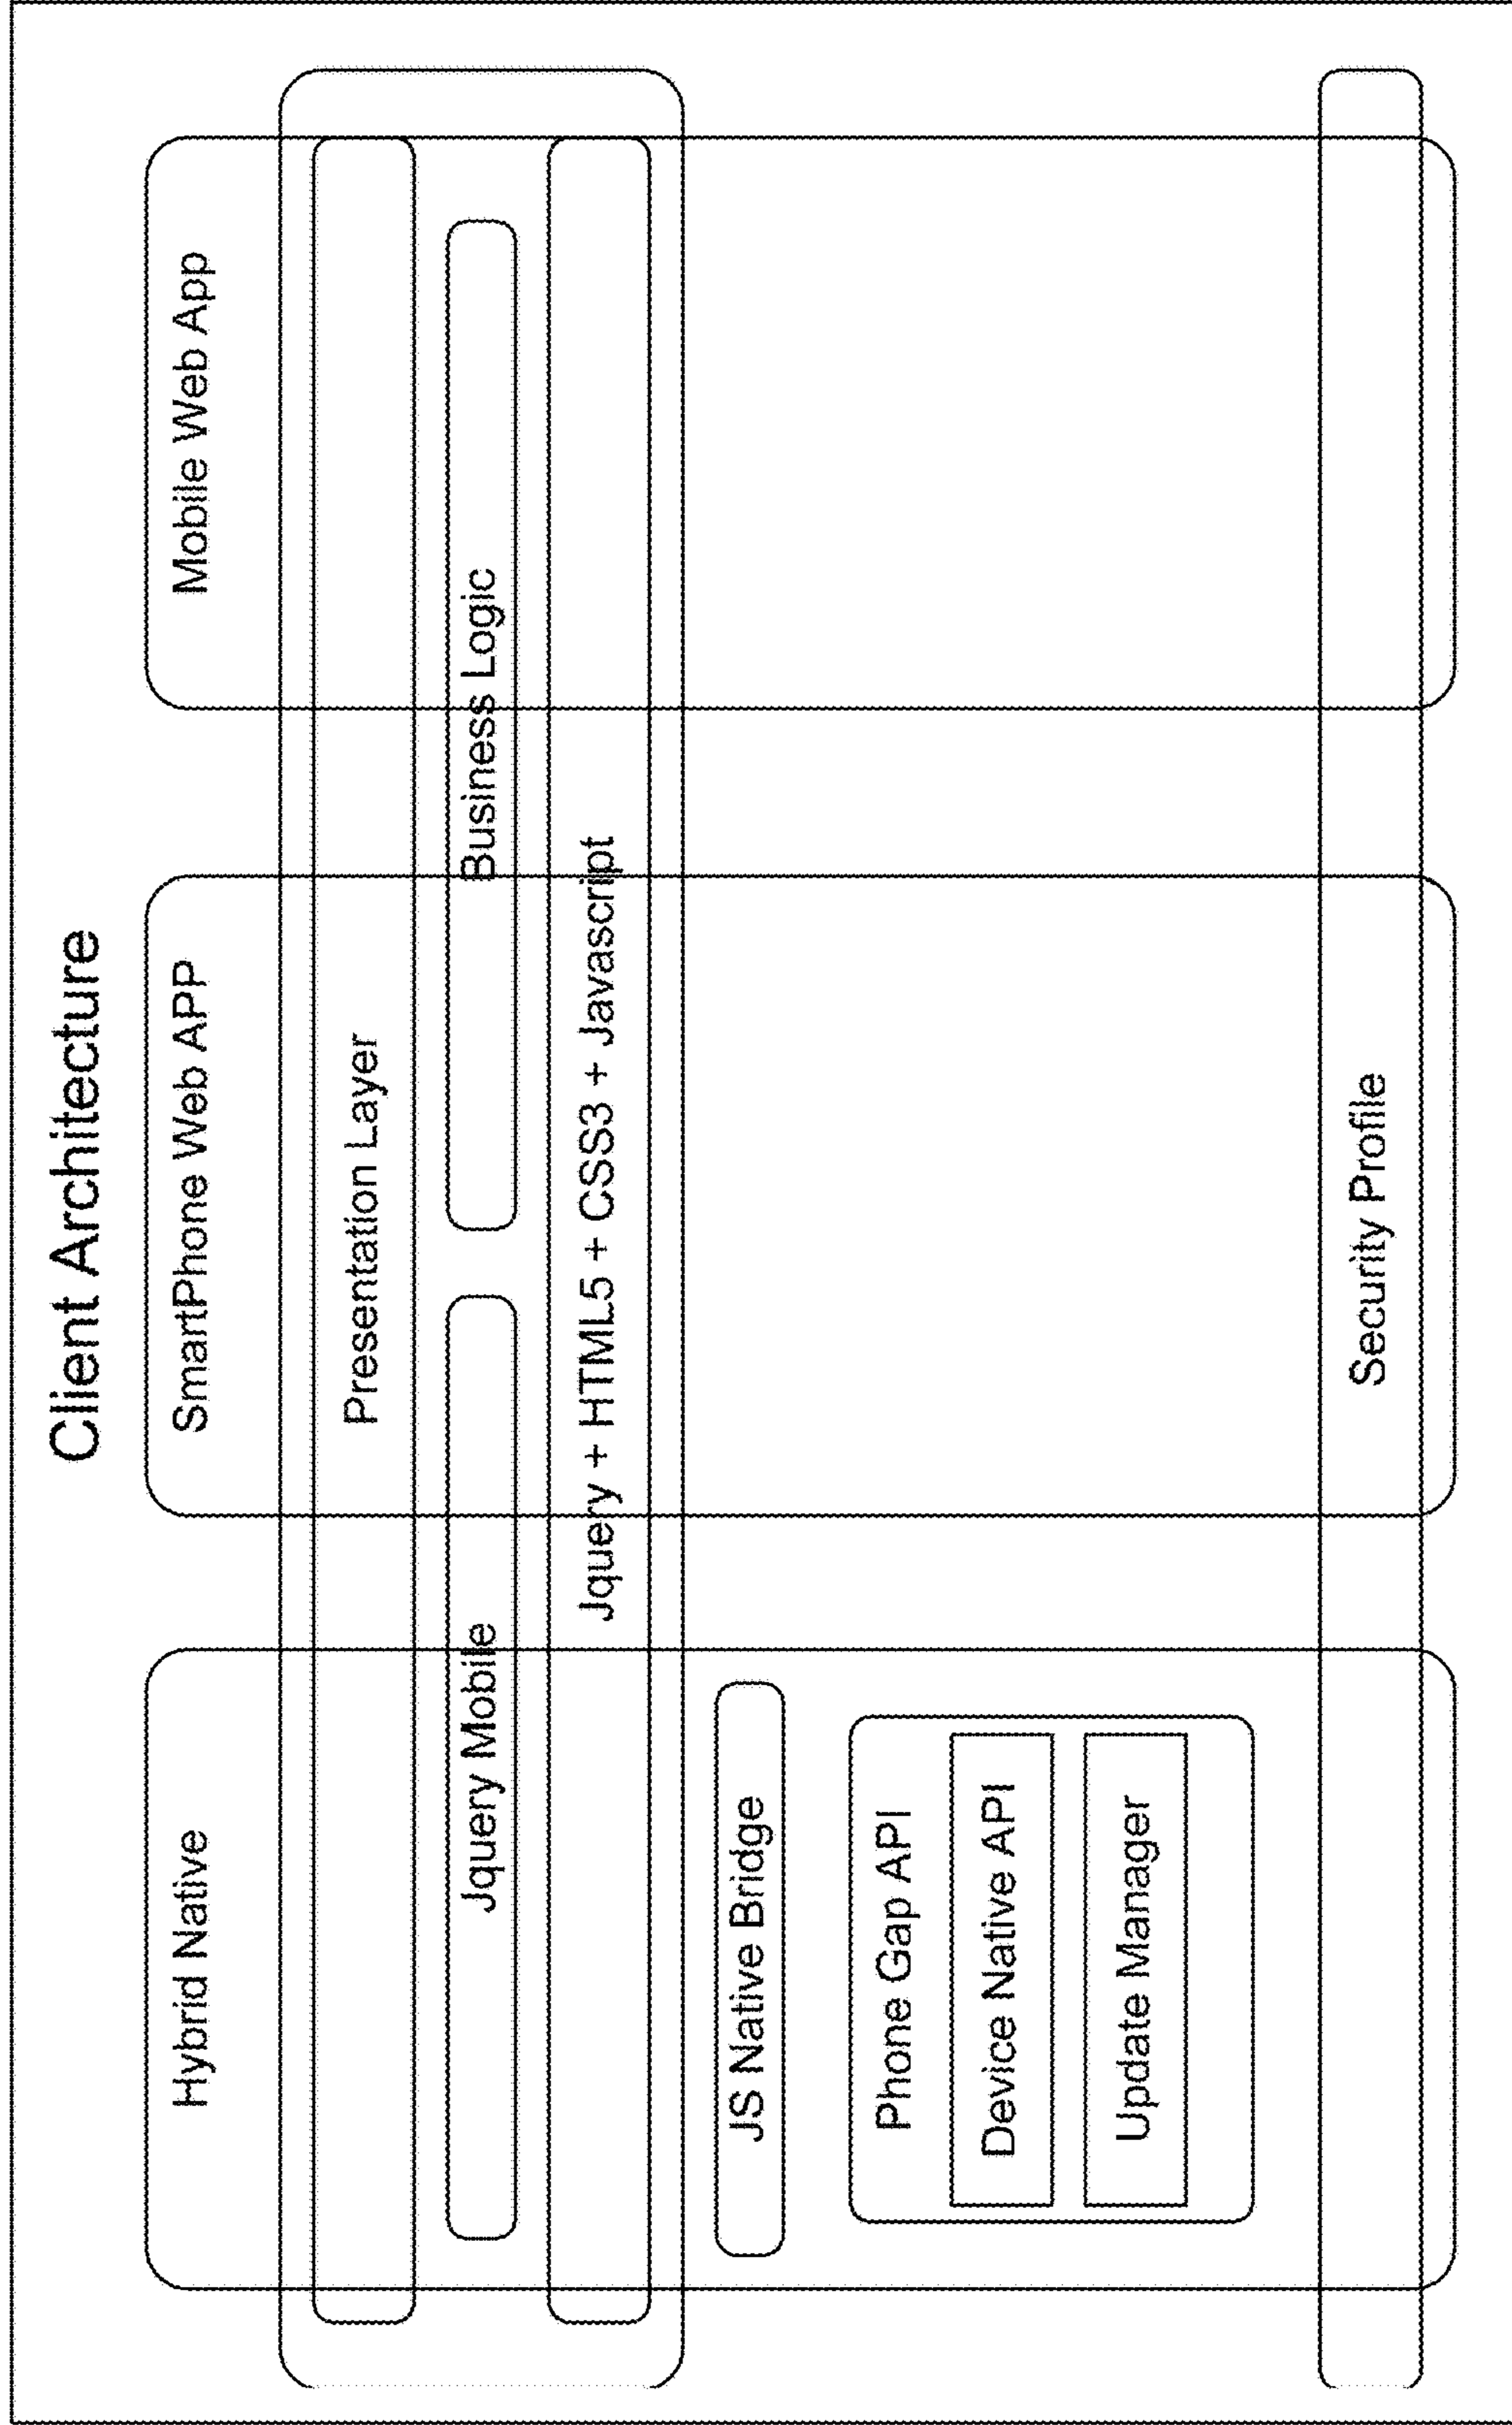 Client Architecture
Hybrid Native
SmartPhone Web APP
Mobile Web App
Presentation Layer
Jquery Mobile
Business Logic
Jquery + HTML5 + CSS3 + Javascript
JS Native Bridge
Phone Gap API
Device Native API
Update Manager
Security Profile